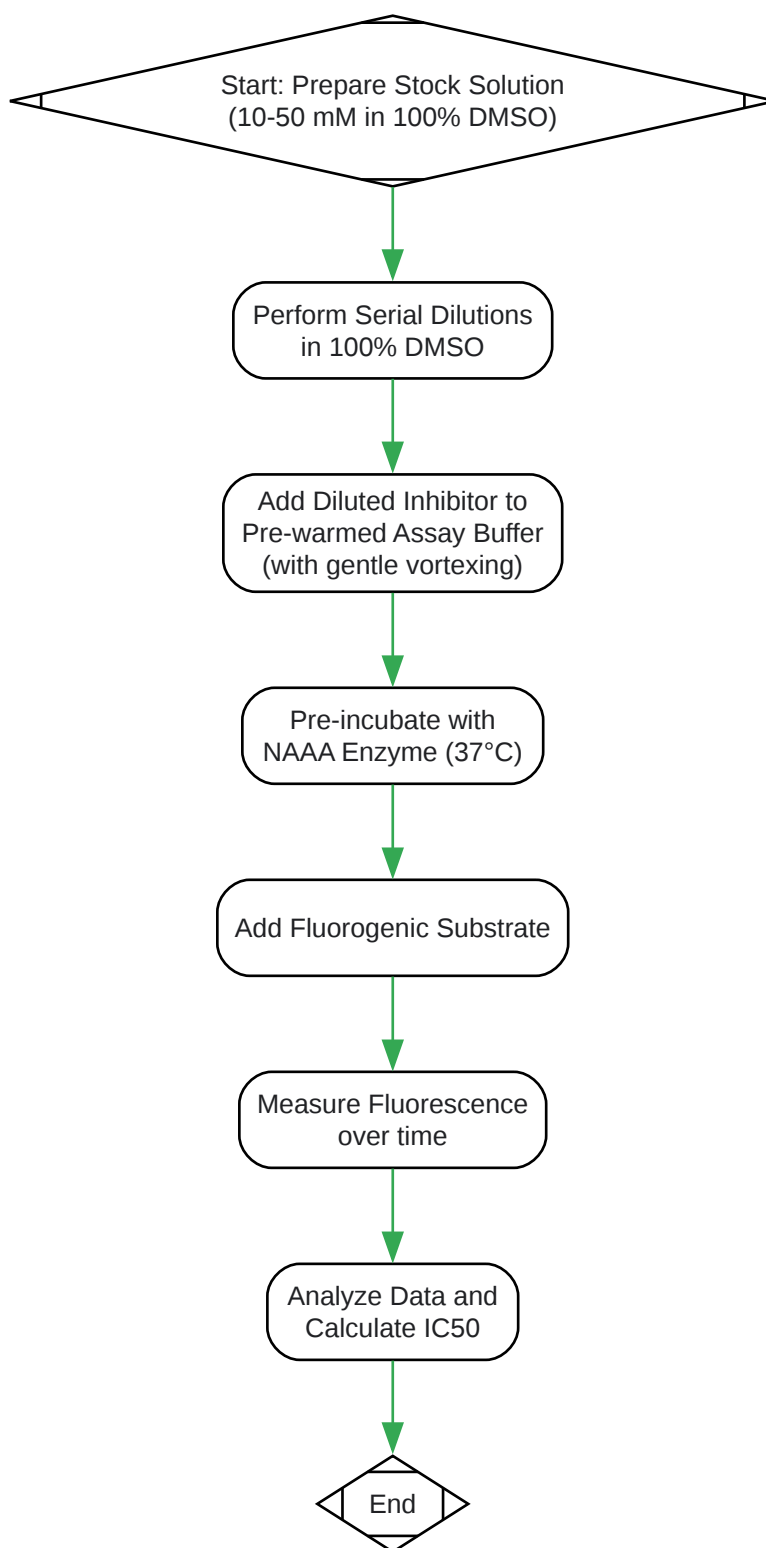 Start: Prepare Stock Solution
(10-50 mM in 100% DMSO)
Perform Serial Dilutions
in 100% DMSO
Add Diluted Inhibitor to
Pre-warmed Assay Buffer
(with gentle vortexing)
Pre-incubate with
NAAA Enzyme (37°C)
Add Fluorogenic Substrate
Measure Fluorescence
over time
Analyze Data and
Calculate IC50
End